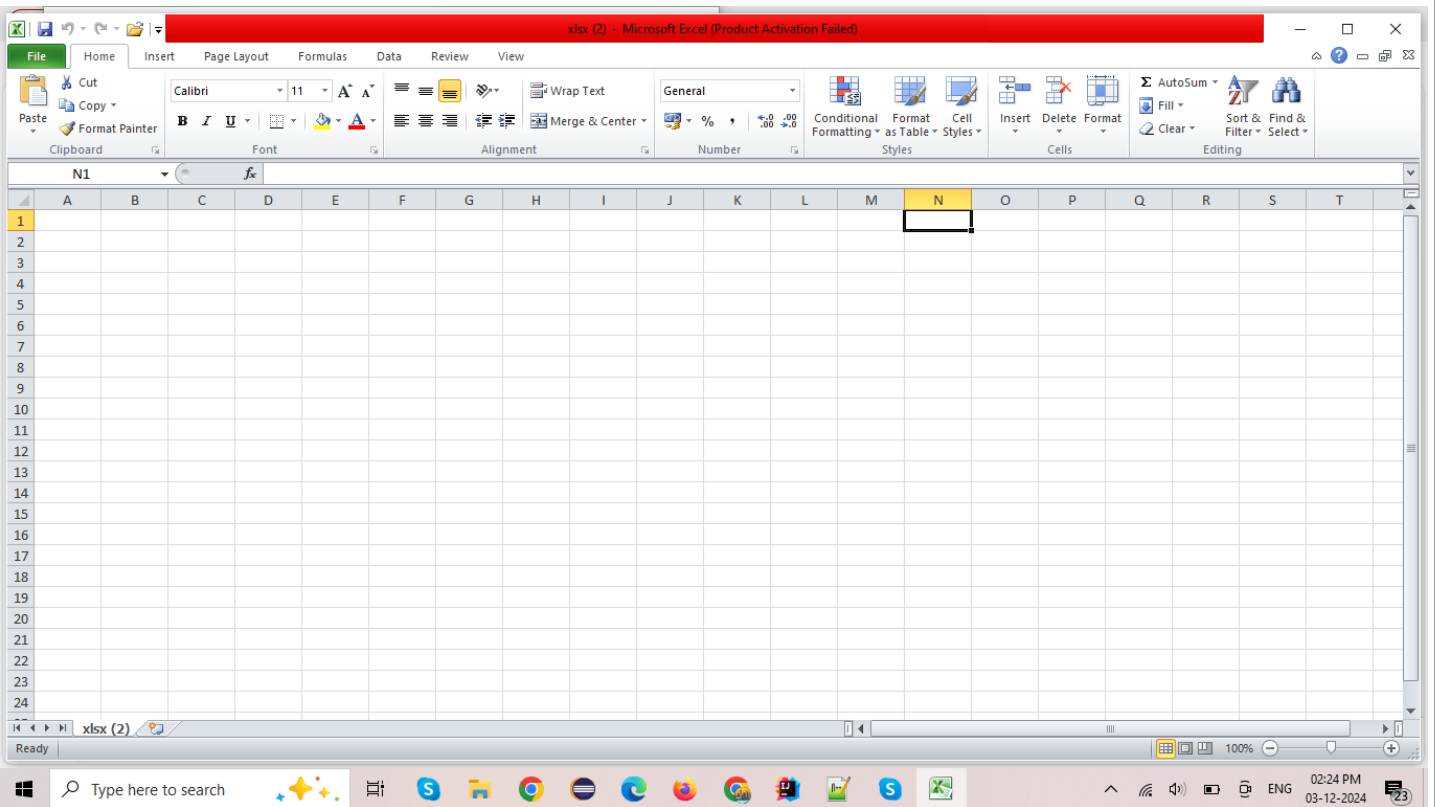 xlsx (2) - Microsoft Excel (Product Activation Failed)
File Home Insert Page Layout Formulas Data Review View
Paste
Cut
Copy
Format Painter
Clipboard
Calibri 11
B I U
Font
Wrap Text
Merge & Center
Alignment
General
% , .00 .00
Number
Conditional Formatting
Format as Table
Cell Styles
Styles
Insert Delete Format
Cells
Σ AutoSum
Fill
Clear
Sort & Filter
Find & Select
Editing
N1 fx
A B C D E F G H I J K L M N O P Q R S T
1
2
3
4
5
6
7
8
9
10
11
12
13
14
15
16
17
18
19
20
21
22
23
24
xlsx (2)
Ready 100%
Type here to search ENG 02:24 PM
03-12-2024 23